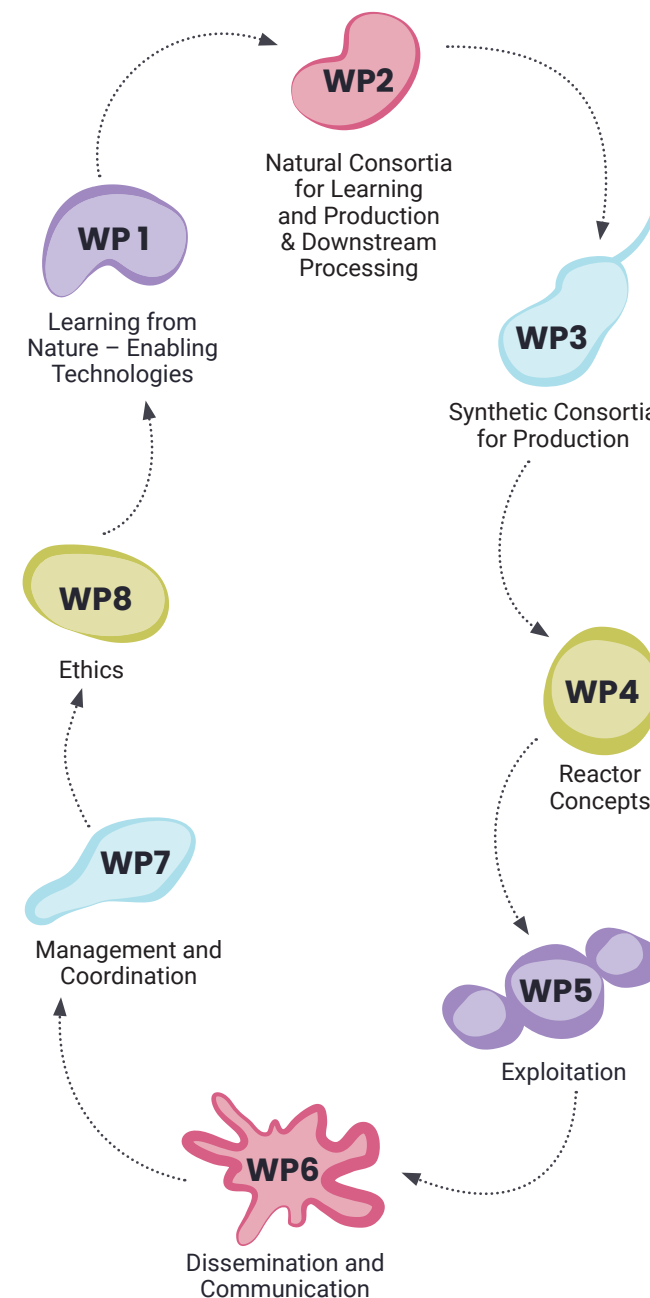 WP2
Natural Consortia
for Learning
and Production
& Downstream
Processing
WP 1
Learning from
Nature – Enabling
Technologies
WP3
Synthetic Consortia
for Production
WP8
Ethics
WP4
Reactor
Concepts
WP7
Management and
Coordination
WP5
Exploitation
WP6
Dissemination and
Communication